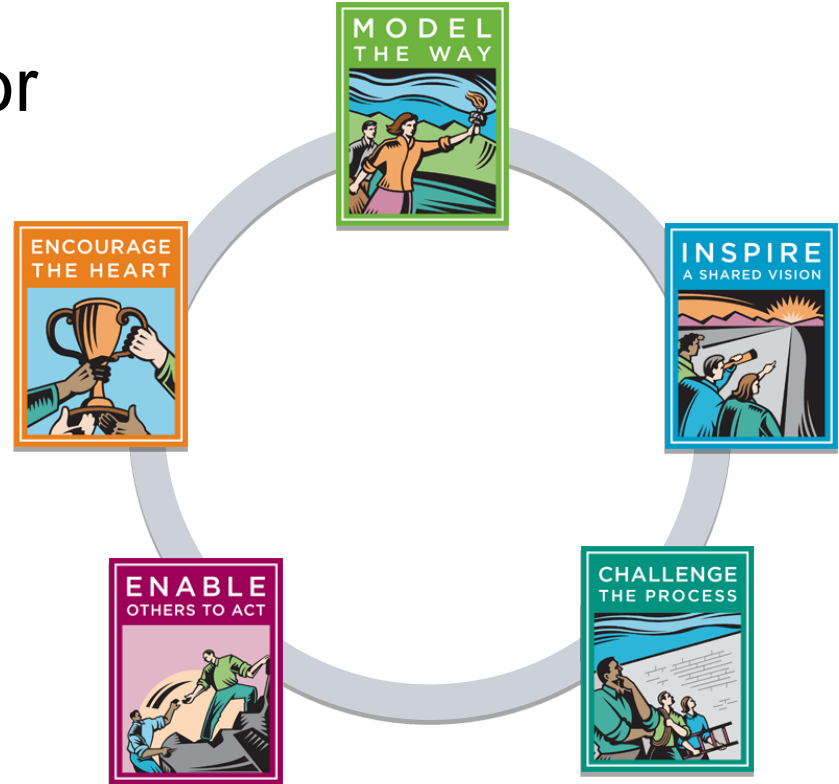 or
MODEL
THE WAY
INSPIRE
A SHARED VISION
CHALLENGE
THE PROCESS
ENABLE
OTHERS TO ACT
ENCOURAGE
THE HEART